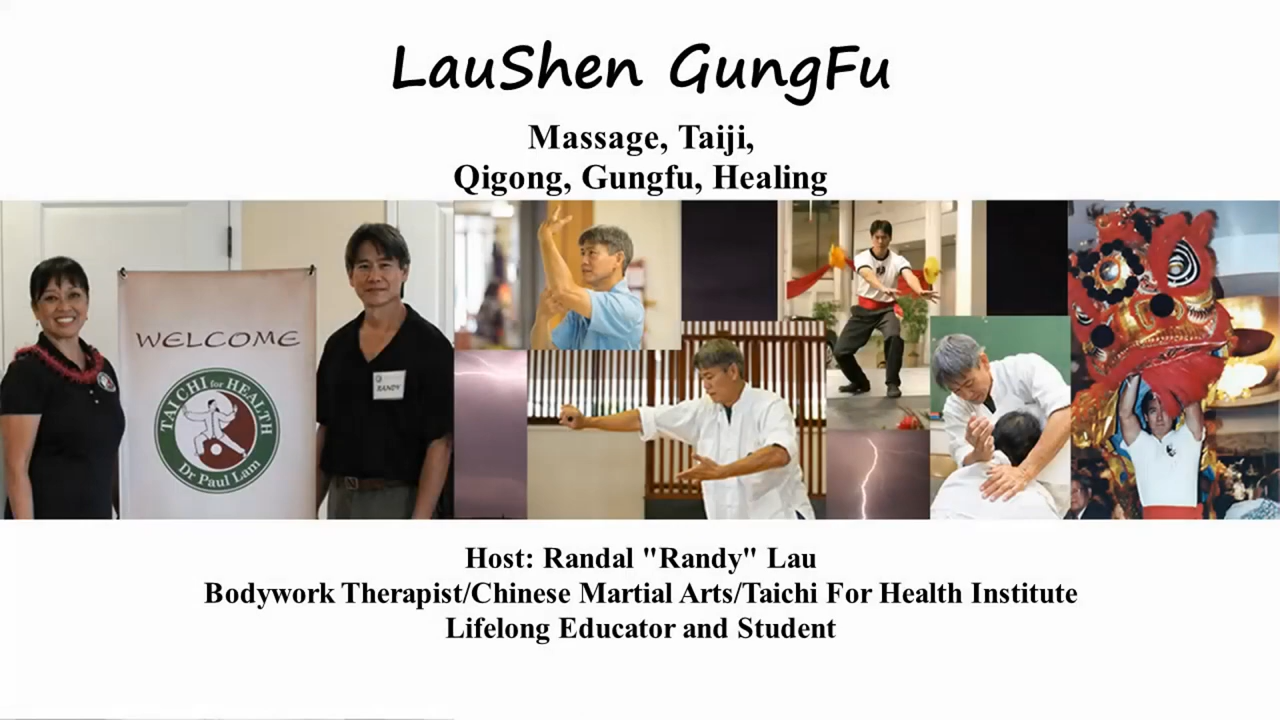 LauShen GungFu
Massage, Taiji,
Qigong, Gungfu, Healing
WELCOME
TAI CHI for HEALTH
Dr Paul Lam
RANDY
Host: Randal "Randy" Lau
Bodywork Therapist/Chinese Martial Arts/Taichi For Health Institute
Lifelong Educator and Student